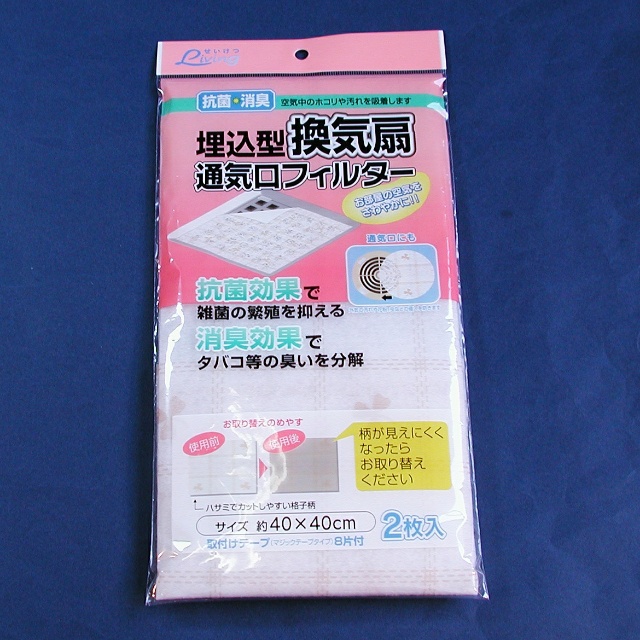 せいけつ
Living
抗菌・消臭
空気中のホコリや汚れを吸着します
埋込型換気扇
通気口フィルター
お部屋の空気を
さわやかに!!
通気口にも
抗菌効果で
雑菌の繁殖を抑える
消臭効果で
タバコ等の臭いを分解
お取り替えのめやす
使用前
使用後
柄が見えにくく
なったら
お取り替え
ください
ハサミでカットしやすい格子柄
サイズ 約40×40cm
2枚入
取付けテープ(マジックテープタイプ)8片付